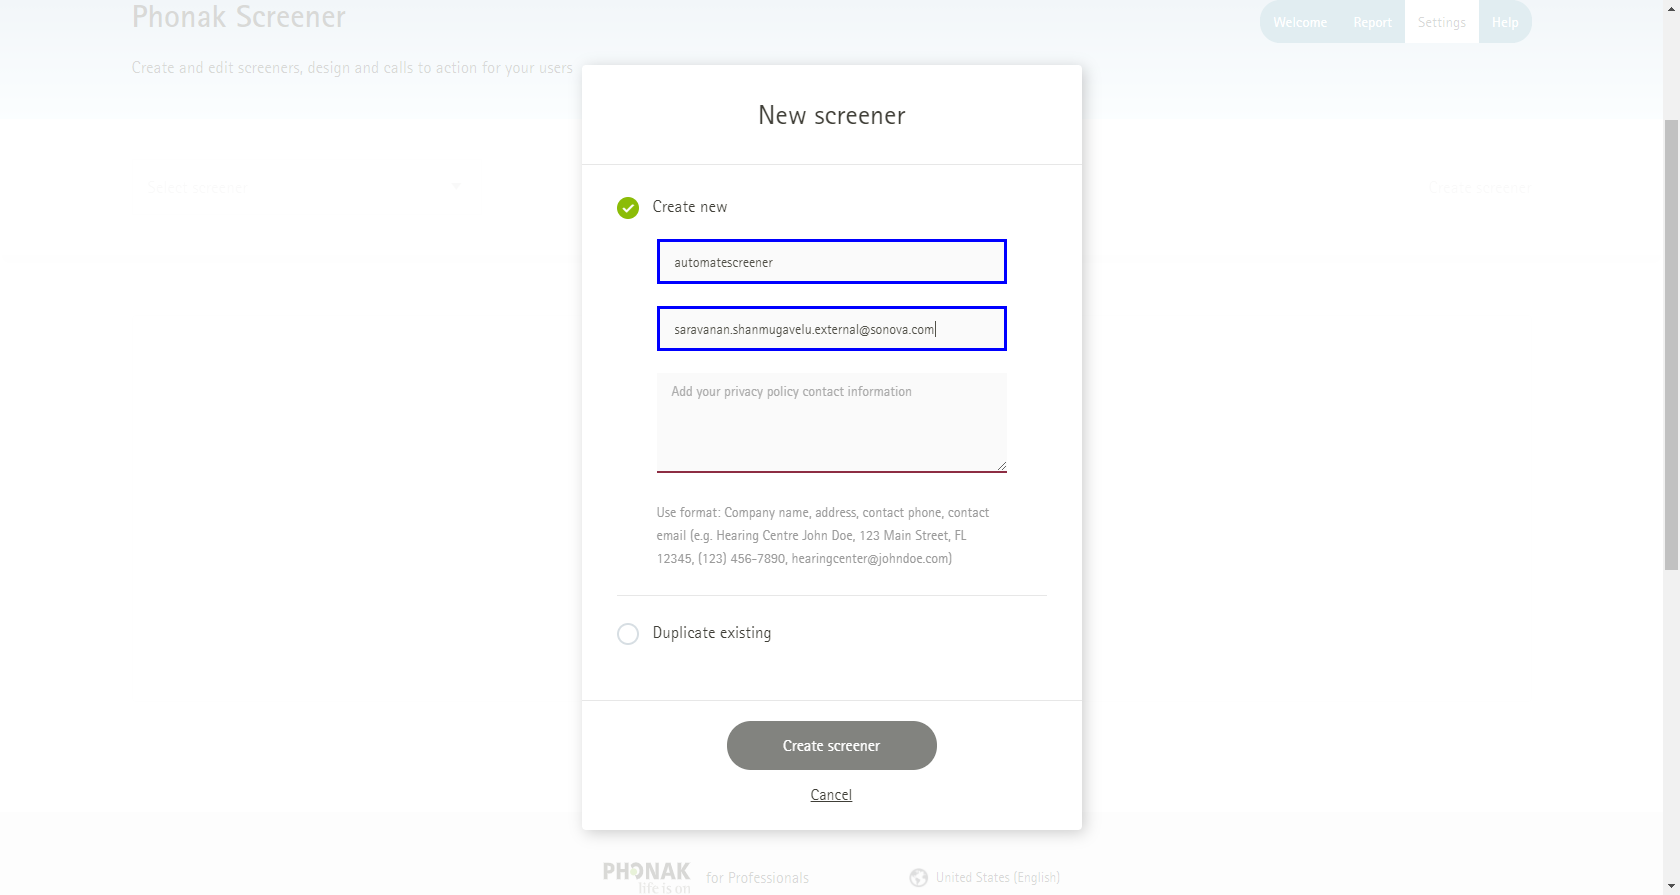 Phonak Screener
Welcome
Report
Settings
Help
Create and edit screeners, design and calls to action for your users
New screener
Select screener
Create screener
Create new
automatescreener
saravanan.shanmugavelu.external@sonova.com
Add your privacy policy contact information
Use format: Company name, address, contact phone, contact
email (e.g. Hearing Centre John Doe, 123 Main Street, FL
12345, (123) 456-7890, hearingcenter@johndoe.com)
Duplicate existing
Create screener
Cancel
PHONAK
life is on
for Professionals
United States (English)